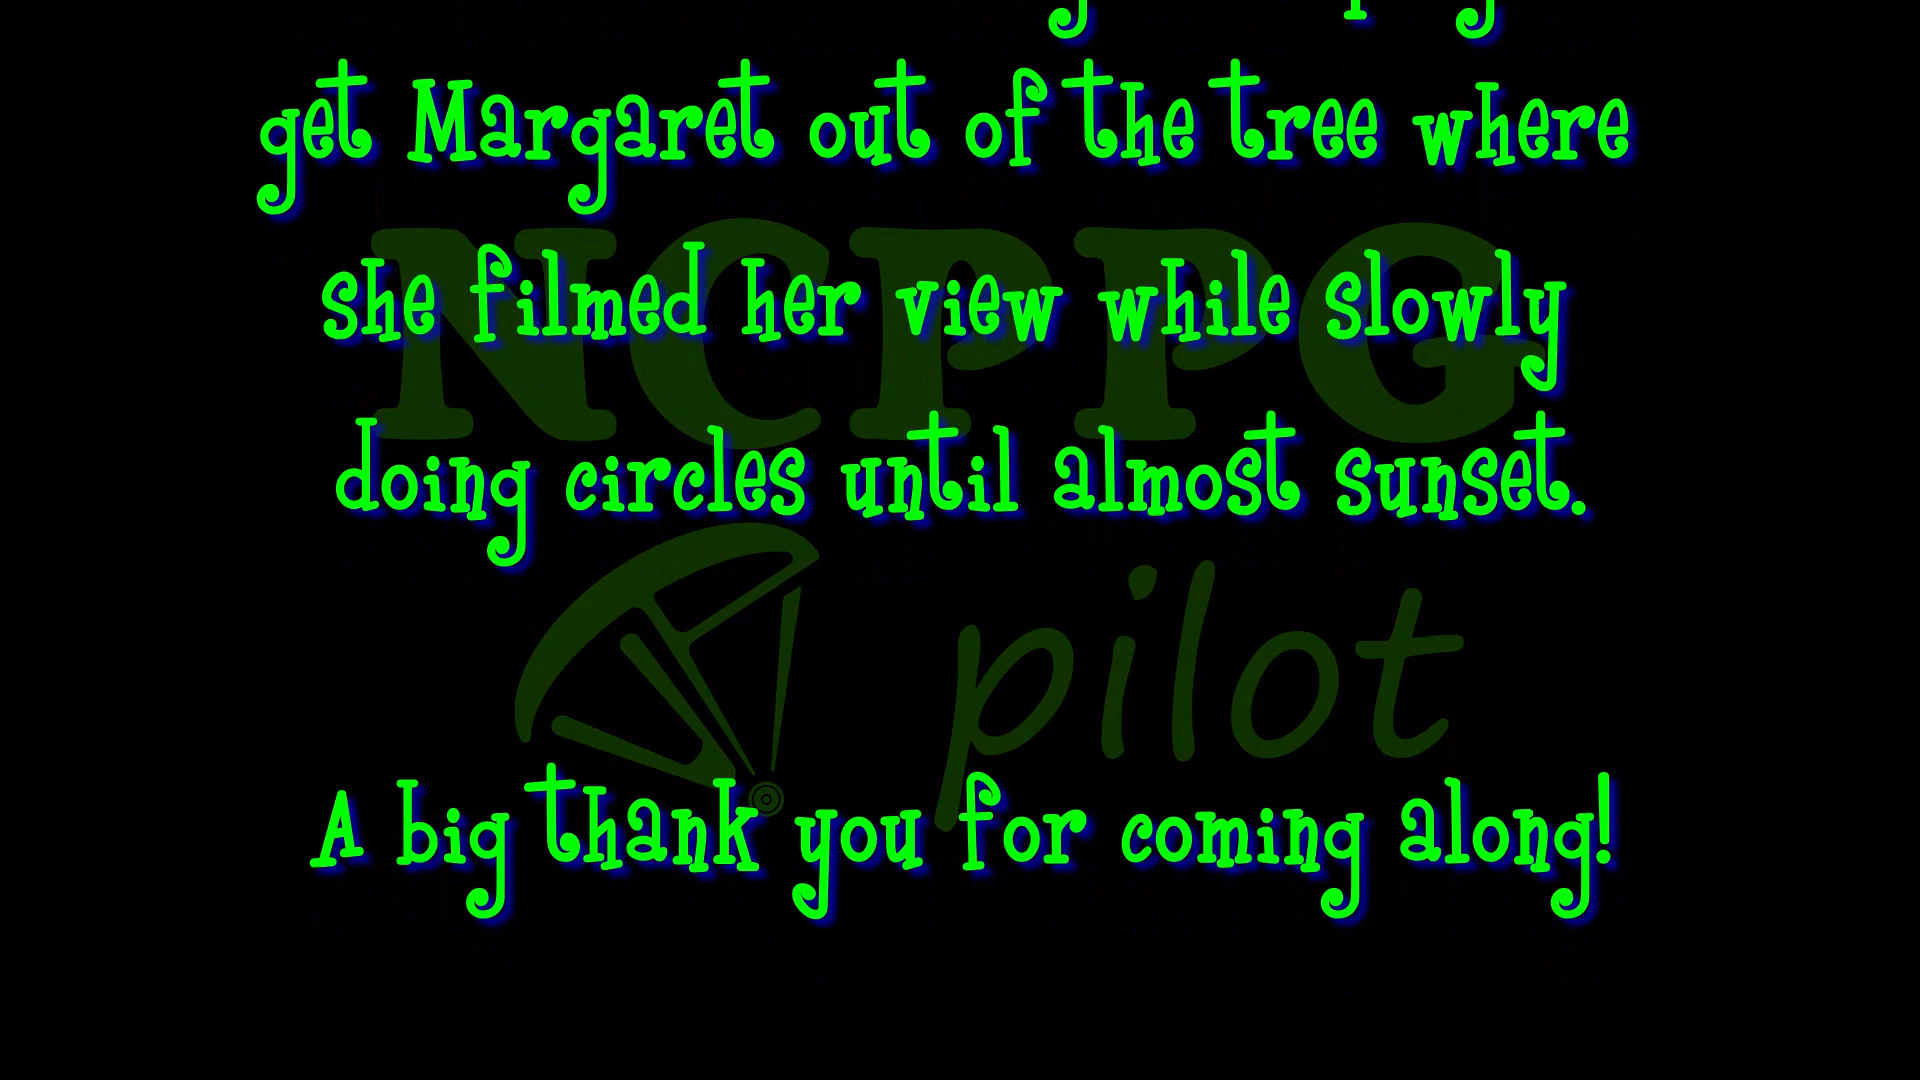 get Margaret out of the tree where
she filmed her view while slowly
NCPPG
doing circles until almost sunset.
pilot
A big thank you for coming along!